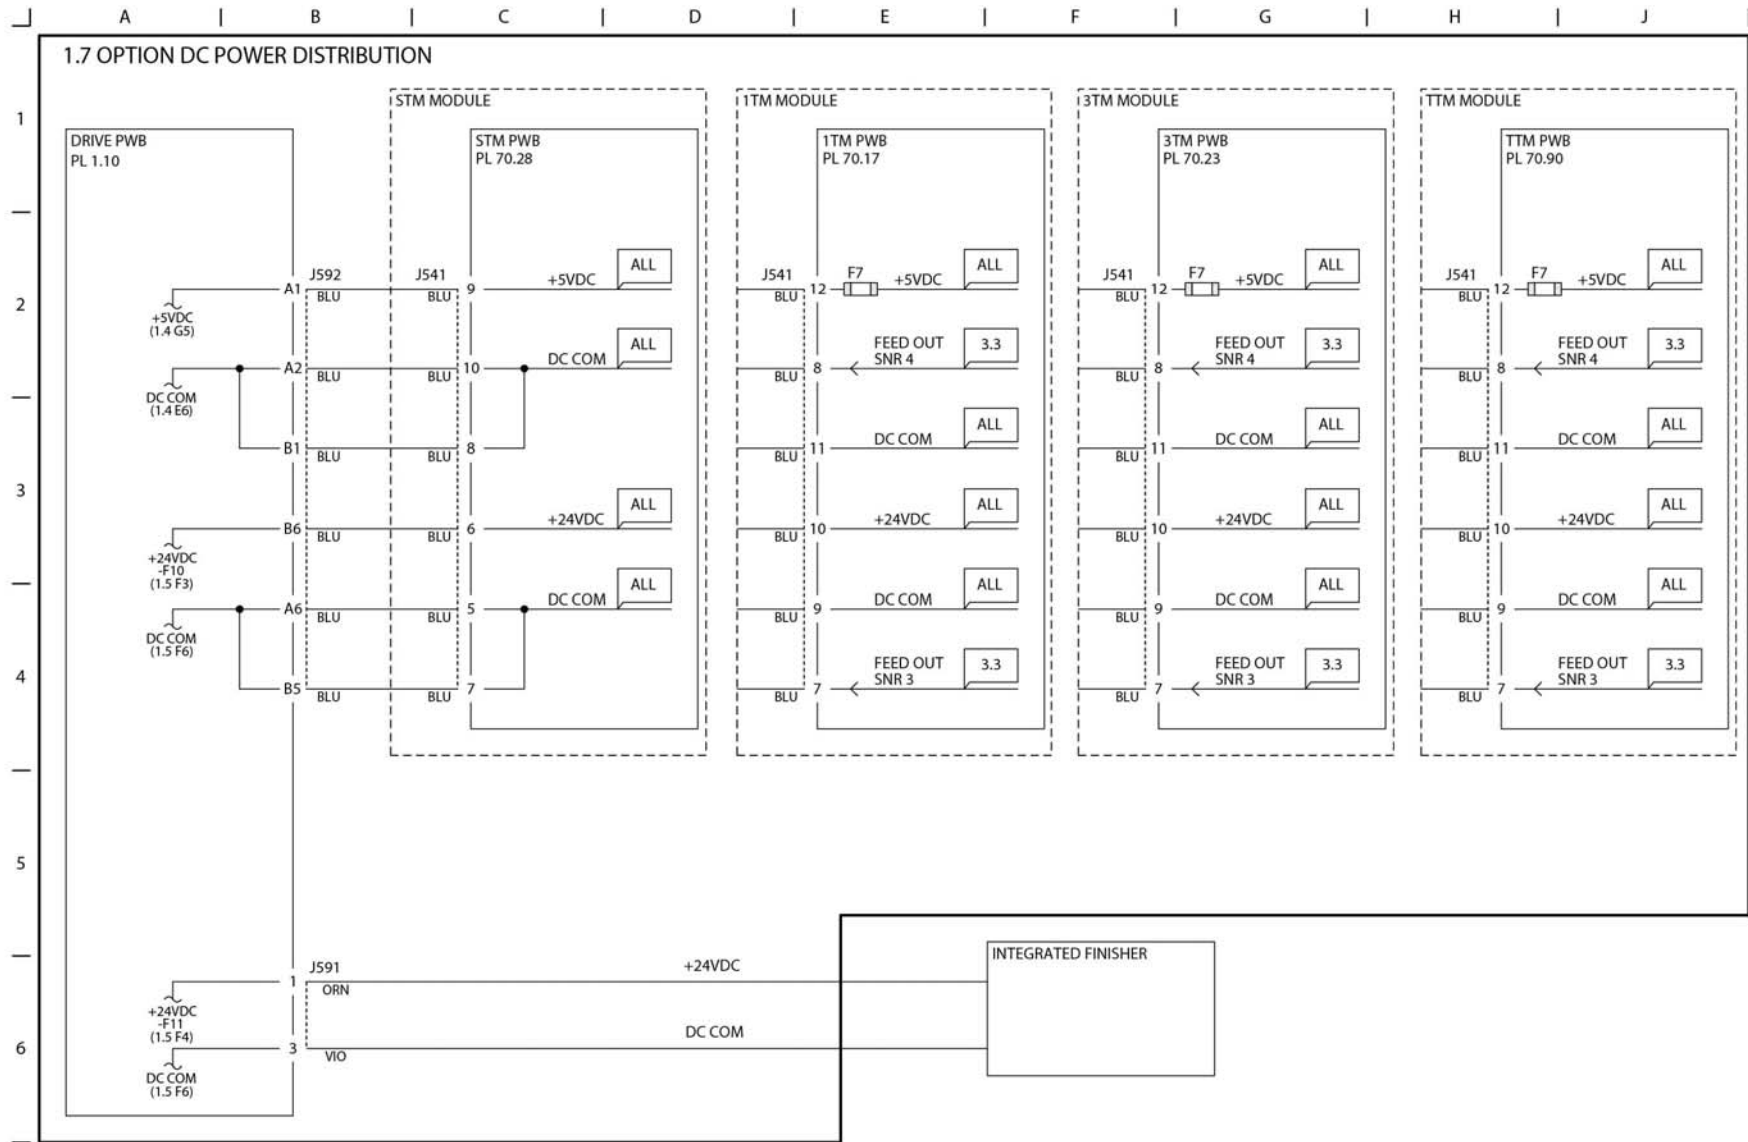 A B C D E F G H J
1.7 OPTION DC POWER DISTRIBUTION
1
2
3
4
5
6
DRIVE PWB
PL 1.10
+5VDC
(1.4 G5)
DC COM
(1.4 E6)
+24VDC
-F10
(1.5 F3)
DC COM
(1.5 F6)
+24VDC
-F11
(1.5 F4)
DC COM
(1.5 F6)
J592
A1 BLU
A2 BLU
B1 BLU
B6 BLU
A6 BLU
B5 BLU
STM MODULE
STM PWB
PL 70.28
J541
BLU 9 +5VDC ALL
BLU 10 DC COM ALL
BLU 8
BLU 6 +24VDC ALL
BLU 5 DC COM ALL
BLU 7
1TM MODULE
1TM PWB
PL 70.17
J541
BLU 12 F7 +5VDC ALL
FEED OUT 3.3
BLU 8 SNR 4
BLU 11 DC COM ALL
BLU 10 +24VDC ALL
BLU 9 DC COM ALL
FEED OUT 3.3
BLU 7 SNR 3
3TM MODULE
3TM PWB
PL 70.23
J541
BLU 12 F7 +5VDC ALL
FEED OUT 3.3
BLU 8 SNR 4
BLU 11 DC COM ALL
BLU 10 +24VDC ALL
BLU 9 DC COM ALL
FEED OUT 3.3
BLU 7 SNR 3
TTM MODULE
TTM PWB
PL 70.90
J541
BLU 12 F7 +5VDC ALL
FEED OUT 3.3
BLU 8 SNR 4
BLU 11 DC COM ALL
BLU 10 +24VDC ALL
BLU 9 DC COM ALL
FEED OUT 3.3
BLU 7 SNR 3
J591
1 ORN +24VDC
3 VIO DC COM
INTEGRATED FINISHER